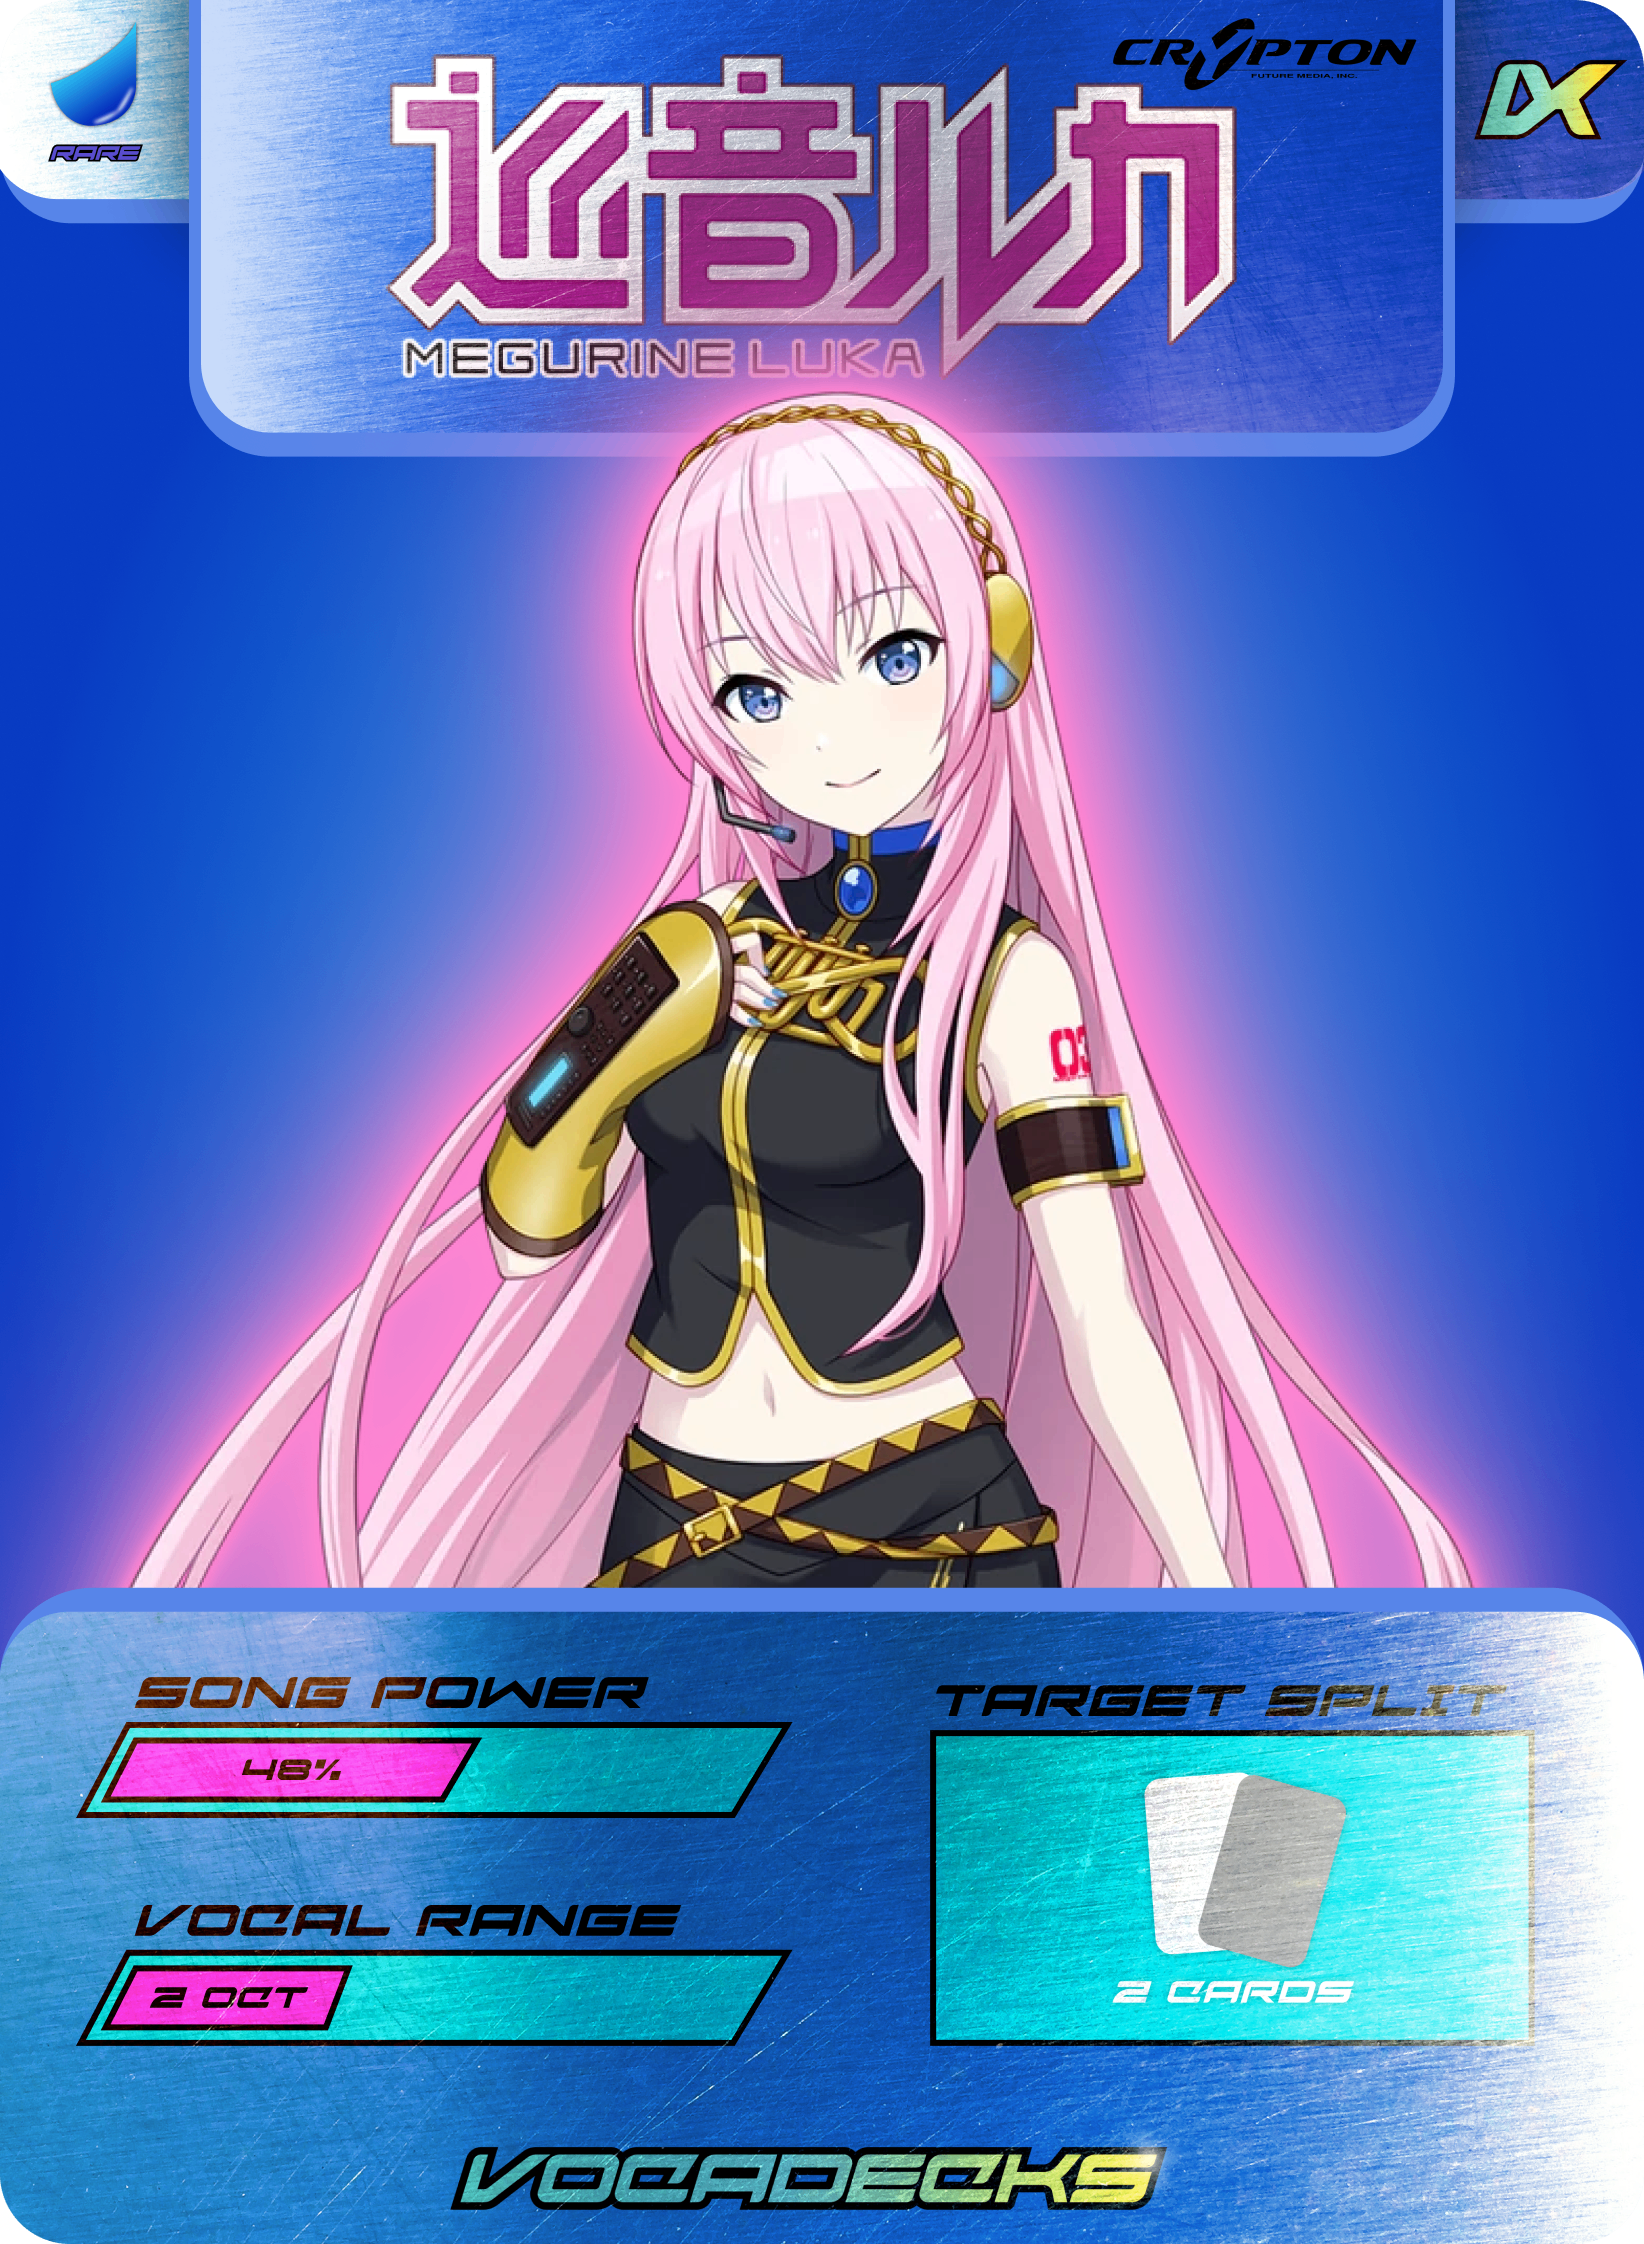 RARE
CRYPTON
FUTURE MEDIA, INC.
DX
巡音ルカ
MEGURINE LUKA
03
SONG POWER
48%
TARGET SPLIT
2 CARDS
VOCAL RANGE
2 OCT
VOCADECKS